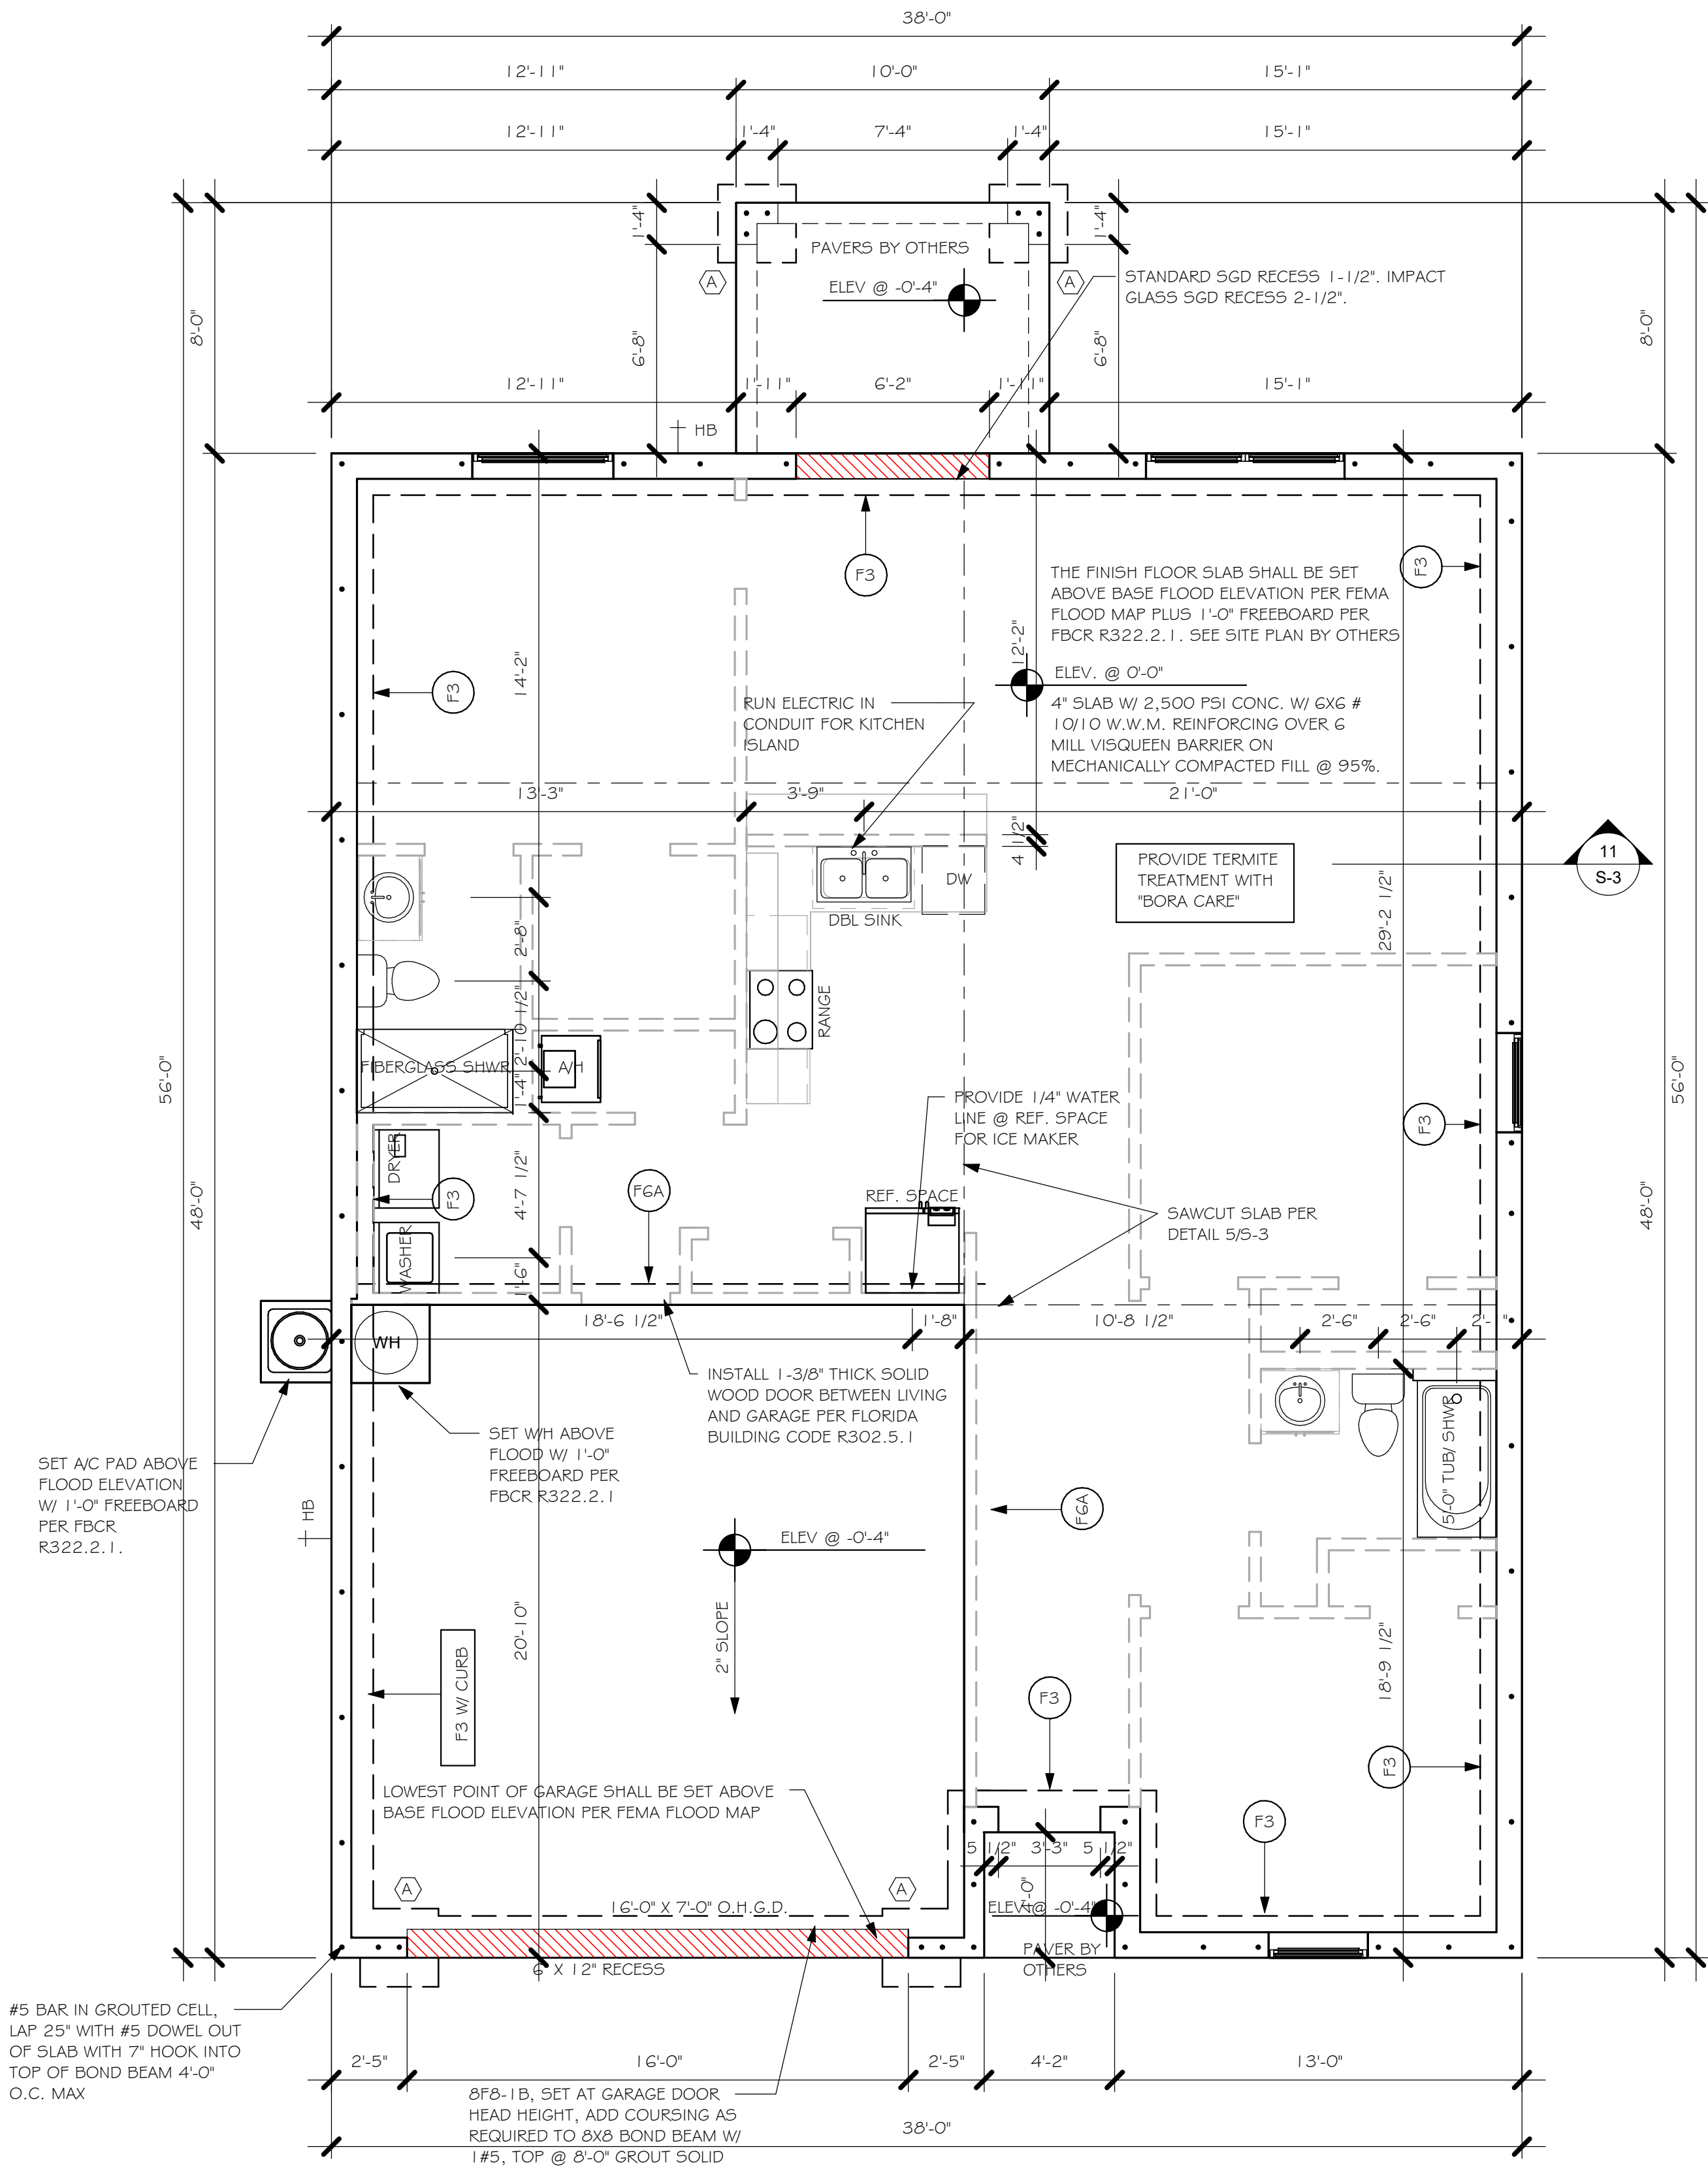 38'-0"
12'-11"
10'-0"
15'-1"
12'-11"
1'-4"
7'-4"
1'-4"
15'-1"
1'-4"
1'-4"
PAVERS BY OTHERS
A
A
ELEV @ -0'-4"
STANDARD SGD RECESS 1-1/2". IMPACT
GLASS SGD RECESS 2-1/2".
8'-0"
6'-8"
6'-8"
8'-0"
12'-11"
1'-11"
6'-2"
1'-11"
15'-1"
HB
F3
F3
THE FINISH FLOOR SLAB SHALL BE SET
ABOVE BASE FLOOD ELEVATION PER FEMA
FLOOD MAP PLUS 1'-0" FREEBOARD PER
FBCR R322.2.1. SEE SITE PLAN BY OTHERS
14'-2"
12'-2"
F3
ELEV. @ 0'-0"
RUN ELECTRIC IN
CONDUIT FOR KITCHEN
ISLAND
4" SLAB W/ 2,500 PSI CONC. W/ 6X6 #
10/10 W.W.M. REINFORCING OVER 6
MILL VISQUEEN BARRIER ON
MECHANICALLY COMPACTED FILL @ 95%.
13'-3"
3'-9"
21'-0"
4 1/2"
PROVIDE TERMITE
TREATMENT WITH
"BORA CARE"
11
S-3
DW
DBL SINK
2'-8"
29'-2 1/2"
RANGE
2'-10 1/2"
FIBERGLASS SHWR
A/H
1'-4"
56'-0"
56'-0"
PROVIDE 1/4" WATER
LINE @ REF. SPACE
FOR ICE MAKER
F3
DRYER
F3
4'-7 1/2"
F6A
REF. SPACE
48'-0"
48'-0"
SAWCUT SLAB PER
DETAIL 5/S-3
WASHER
1'-6"
18'-6 1/2"
1'-8"
10'-8 1/2"
2'-6"
2'-6"
WH
INSTALL 1-3/8" THICK SOLID
WOOD DOOR BETWEEN LIVING
AND GARAGE PER FLORIDA
BUILDING CODE R302.5.1
SET W/H ABOVE
FLOOD W/ 1'-0"
FREEBOARD PER
FBCR R322.2.1
SET A/C PAD ABOVE
FLOOD ELEVATION
W/ 1'-0" FREEBOARD
PER FBCR
R322.2.1.
HB
5'-0" TUB/ SHWR
F6A
ELEV @ -0'-4"
2" SLOPE
20'-10"
18'-9 1/2"
F3 W/ CURB
F3
F3
F3
LOWEST POINT OF GARAGE SHALL BE SET ABOVE
BASE FLOOD ELEVATION PER FEMA FLOOD MAP
5 1/2"
3'-3"
5 1/2"
A
A
16'-0" X 7'-0" O.H.G.D.
4'-0"
ELEV @ -0'-4"
6" X 12" RECESS
PAVER BY
OTHERS
#5 BAR IN GROUTED CELL,
LAP 25" WITH #5 DOWEL OUT
OF SLAB WITH 7" HOOK INTO
TOP OF BOND BEAM 4'-0"
O.C. MAX
2'-5"
16'-0"
2'-5"
4'-2"
13'-0"
8F8-1B, SET AT GARAGE DOOR
HEAD HEIGHT, ADD COURSING AS
REQUIRED TO 8X8 BOND BEAM W/
1#5, TOP @ 8'-0" GROUT SOLID
38'-0"